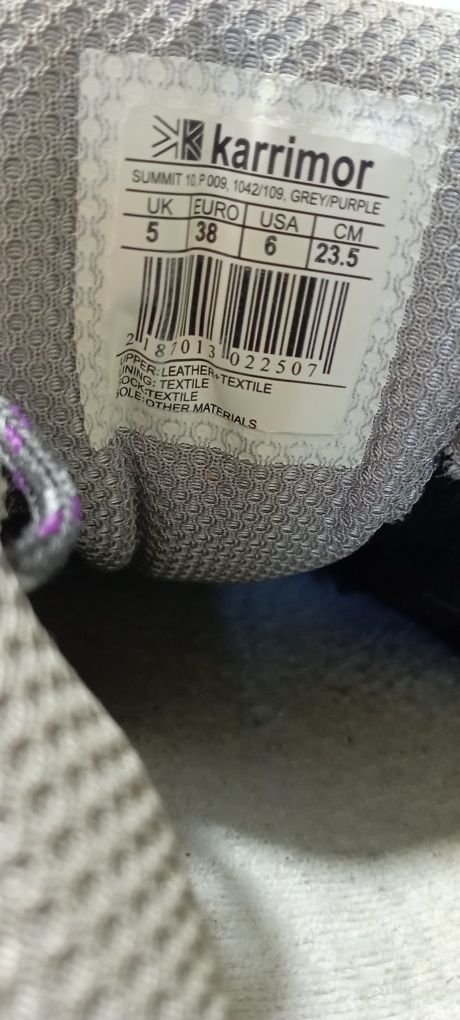 karrimor
SUMMIT 10, P 009, 1042/109, GREY/PURPLE
UK EURO USA CM
5 38 6 23.5
2 187013 022507
UPPER: LEATHER+TEXTILE
LINING: TEXTILE
SOCK:TEXTILE
SOLE:OTHER MATERIALS